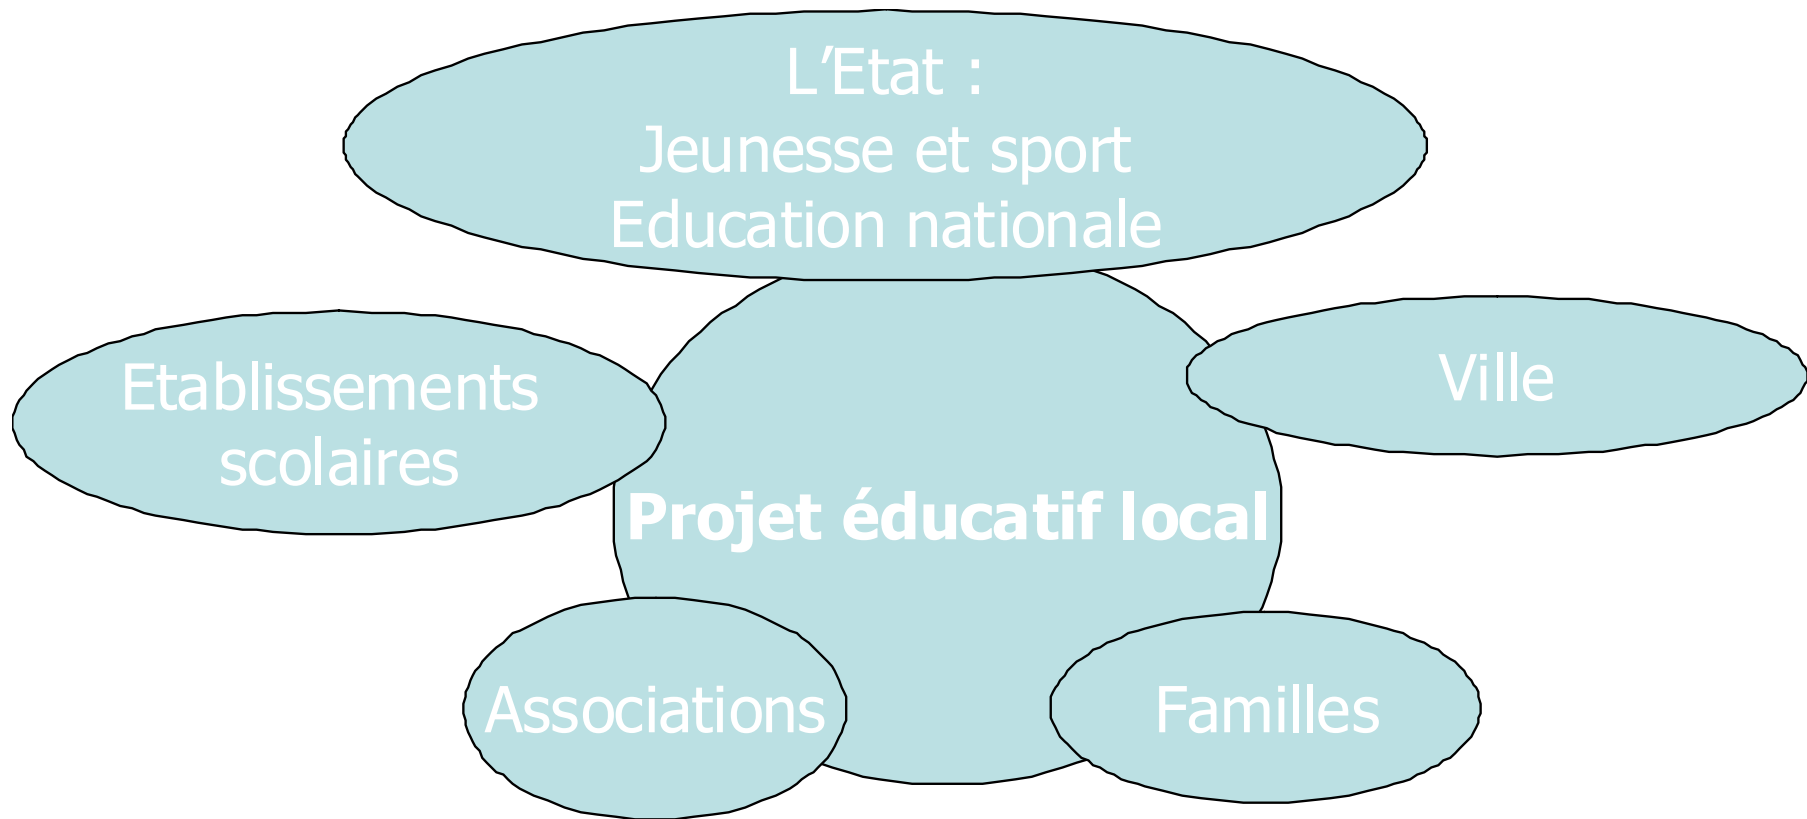 L’Etat :
Jeunesse et sport
Education nationale
Etablissements
scolaires
Ville
Projet éducatif local
Associations
Familles